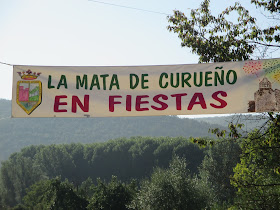 LA MATA DE CURUEÑO
EN FIESTAS